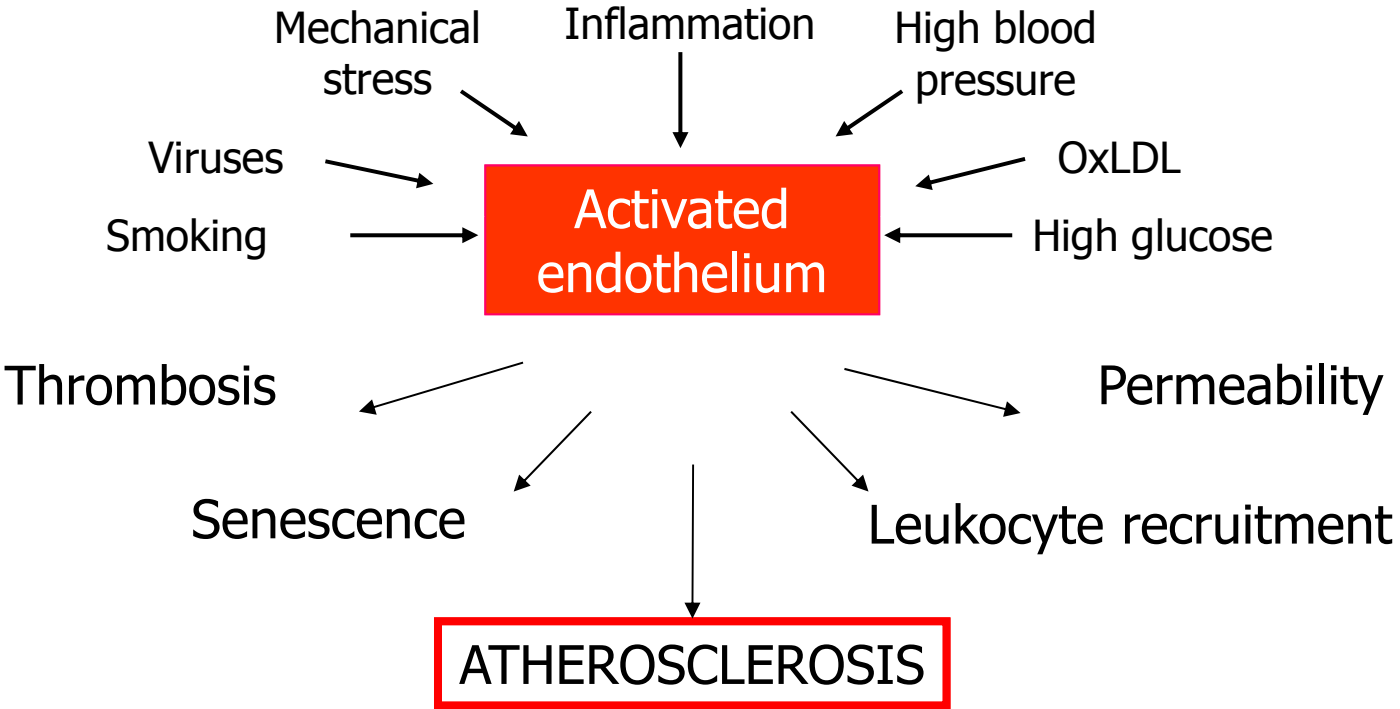 Mechanical
stress
Inflammation
High blood
pressure
Viruses
OxLDL
Smoking
High glucose
Activated
endothelium
Thrombosis
Permeability
Senescence
Leukocyte recruitment
ATHEROSCLEROSIS